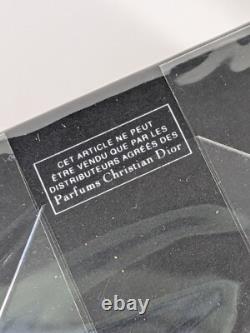 CET ARTICLE NE PEUT
ÊTRE VENDU QUE PAR LES
DISTRIBUTEURS AGRÉÉS DES
Parfums Christian Dior